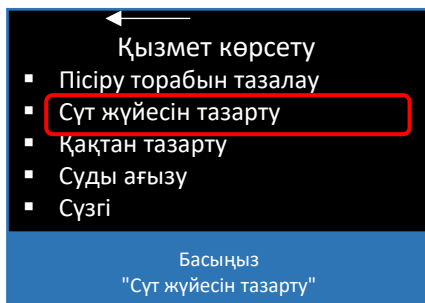 Қызмет көрсету
Пісіру торабын тазалау
Сүт жүйесін тазарту
Қақтан тазарту
Суды ағызу
Сүзгі
Басыңыз
"Сүт жүйесін тазарту"